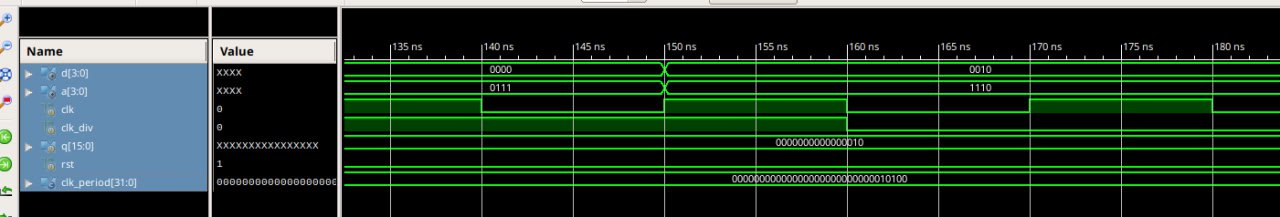 Name Value
135 ns 140 ns 145 ns 150 ns 155 ns 160 ns 165 ns 170 ns 175 ns 180 ns
d[3:0] XXXX 0000 0010
a[3:0] XXXX 0111 1110
clk 0
clk_div 0
q[15:0] XXXXXXXXXXXXXXXX 0000000000000010
rst 1
clk_period[31:0] 0000000000000000000 00000000000000000000000000010100